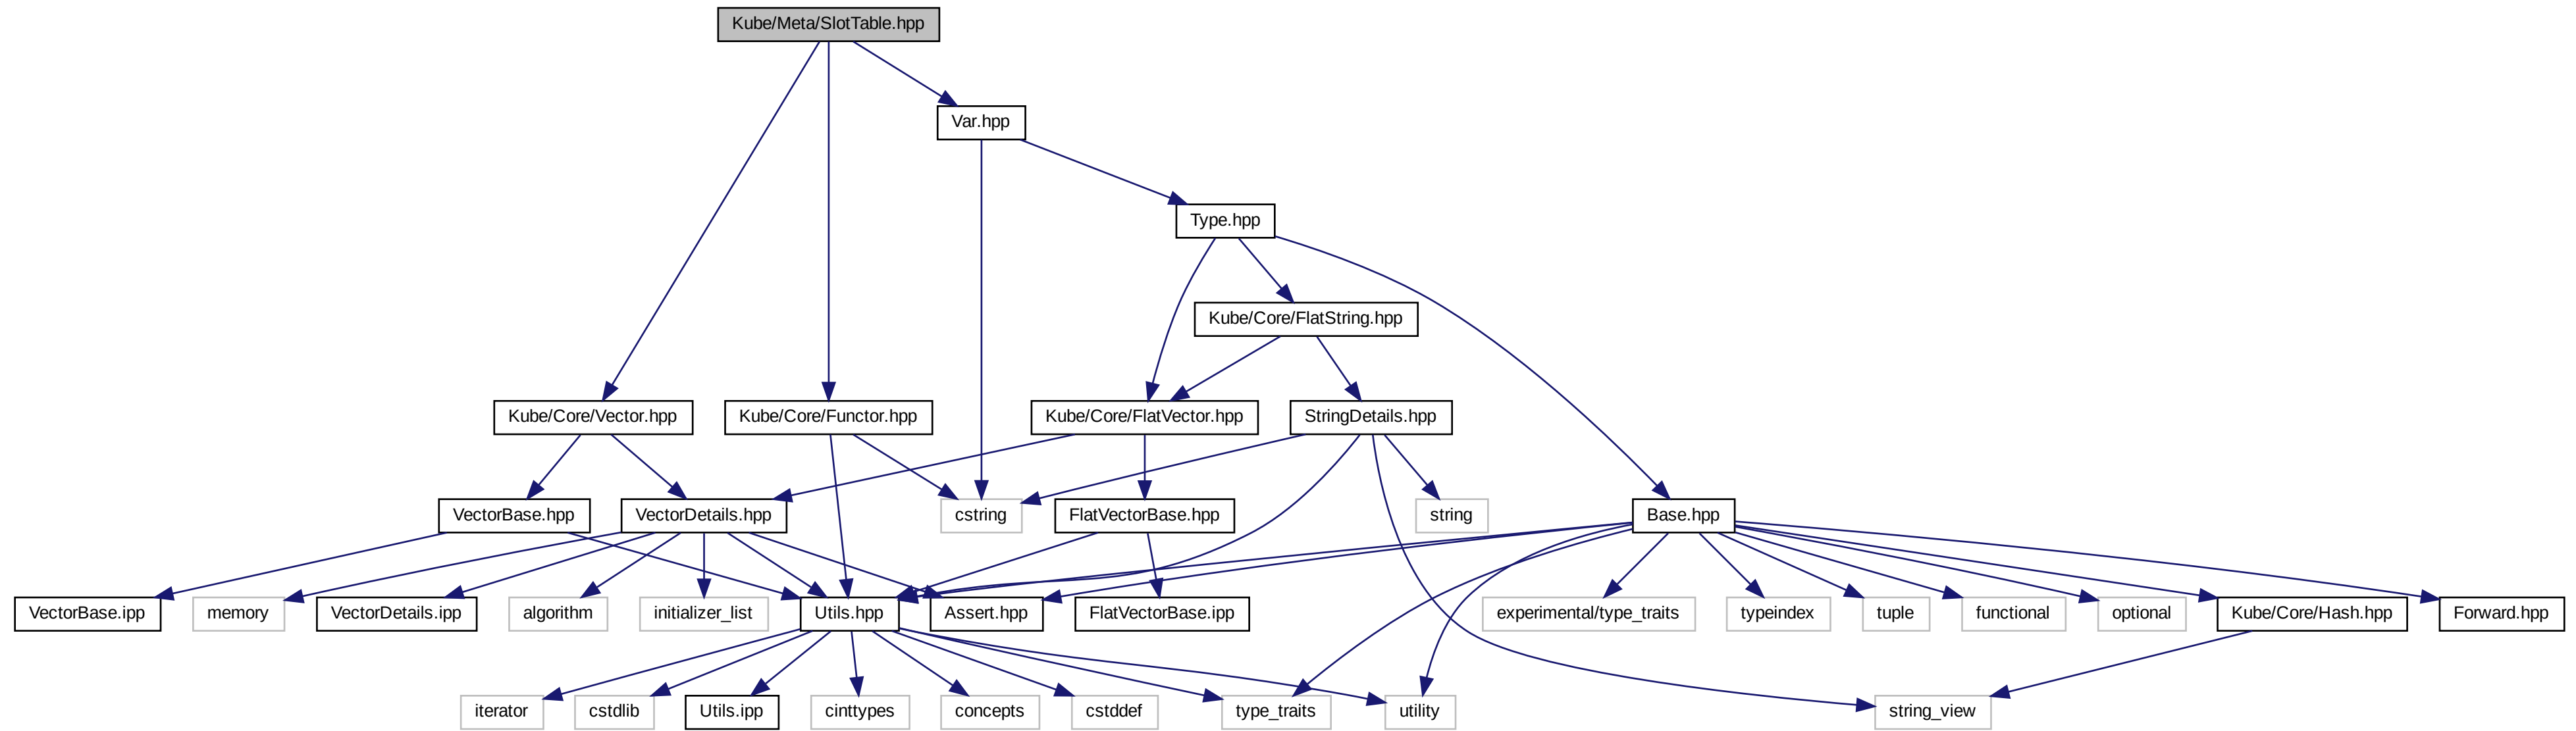 Kube/Meta/SlotTable.hpp
Var.hpp
Type.hpp
Kube/Core/FlatString.hpp
Kube/Core/Vector.hpp
Kube/Core/Functor.hpp
Kube/Core/FlatVector.hpp
StringDetails.hpp
VectorBase.hpp
VectorDetails.hpp
cstring
FlatVectorBase.hpp
string
Base.hpp
VectorBase.ipp
memory
VectorDetails.ipp
algorithm
initializer_list
Utils.hpp
Assert.hpp
FlatVectorBase.ipp
experimental/type_traits
typeindex
tuple
functional
optional
Kube/Core/Hash.hpp
Forward.hpp
iterator
cstdlib
Utils.ipp
cinttypes
concepts
cstddef
type_traits
utility
string_view